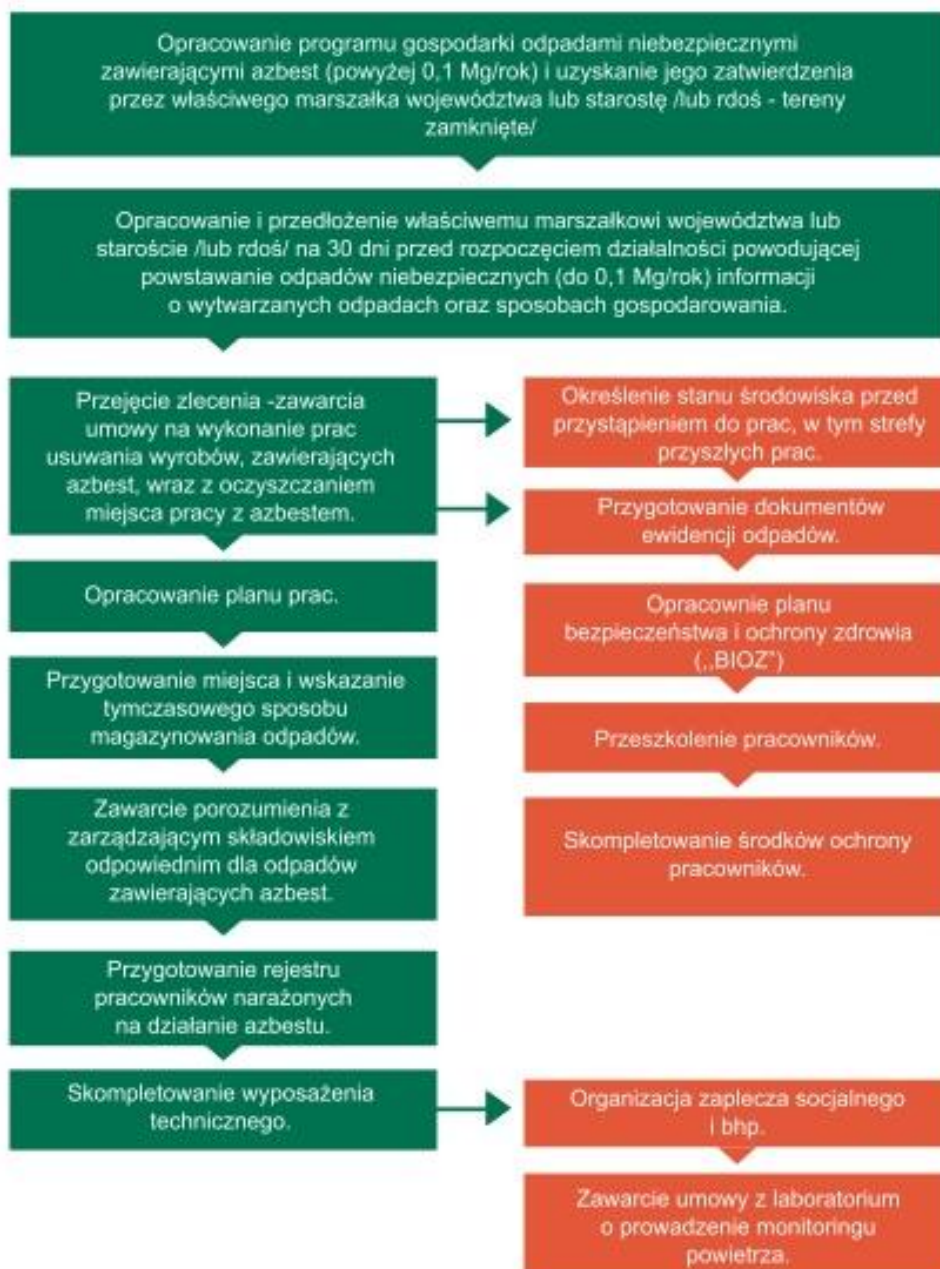 Opracowanie programu gospodarki odpadami niebezpiecznymi
zawierającymi azbest (powyżej 0,1 Mg/rok) i uzyskanie jego zatwierdzenia
przez właściwego marszałka województwa lub starostę /lub rdoś - tereny
zamknięte/
Opracowanie i przedłożenie właściwemu marszałkowi województwa lub
staroście /lub rdoś/ na 30 dni przed rozpoczęciem działalności powodującej
powstawanie odpadów niebezpiecznych (do 0,1 Mg/rok) informacji
o wytwarzanych odpadach oraz sposobach gospodarowania.
Przejęcie zlecenia -zawarcia
umowy na wykonanie prac
usuwania wyrobów, zawierających
azbest, wraz z oczyszczaniem
miejsca pracy z azbestem.
Opracowanie planu prac.
Przygotowanie miejsca i wskazanie
tymczasowego sposobu
magazynowania odpadów.
Zawarcie porozumienia z
zarządzającym składowiskiem
odpowiednim dla odpadów
zawierających azbest.
Przygotowanie rejestru
pracowników narażonych
na działanie azbestu.
Skompletowanie wyposażenia
technicznego.
Określenie stanu środowiska przed
przystąpieniem do prac, w tym strefy
przyszłych prac.
Przygotowanie dokumentów
ewidencji odpadów.
Opracownie planu
bezpieczeństwa i ochrony zdrowia
(,,BIOZ")
Przeszkolenie pracowników.
Skompletowanie środków ochrony
pracowników.
Organizacja zaplecza socjalnego
i bhp.
Zawarcie umowy z laboratorium
o prowadzenie monitoringu
powietrza.